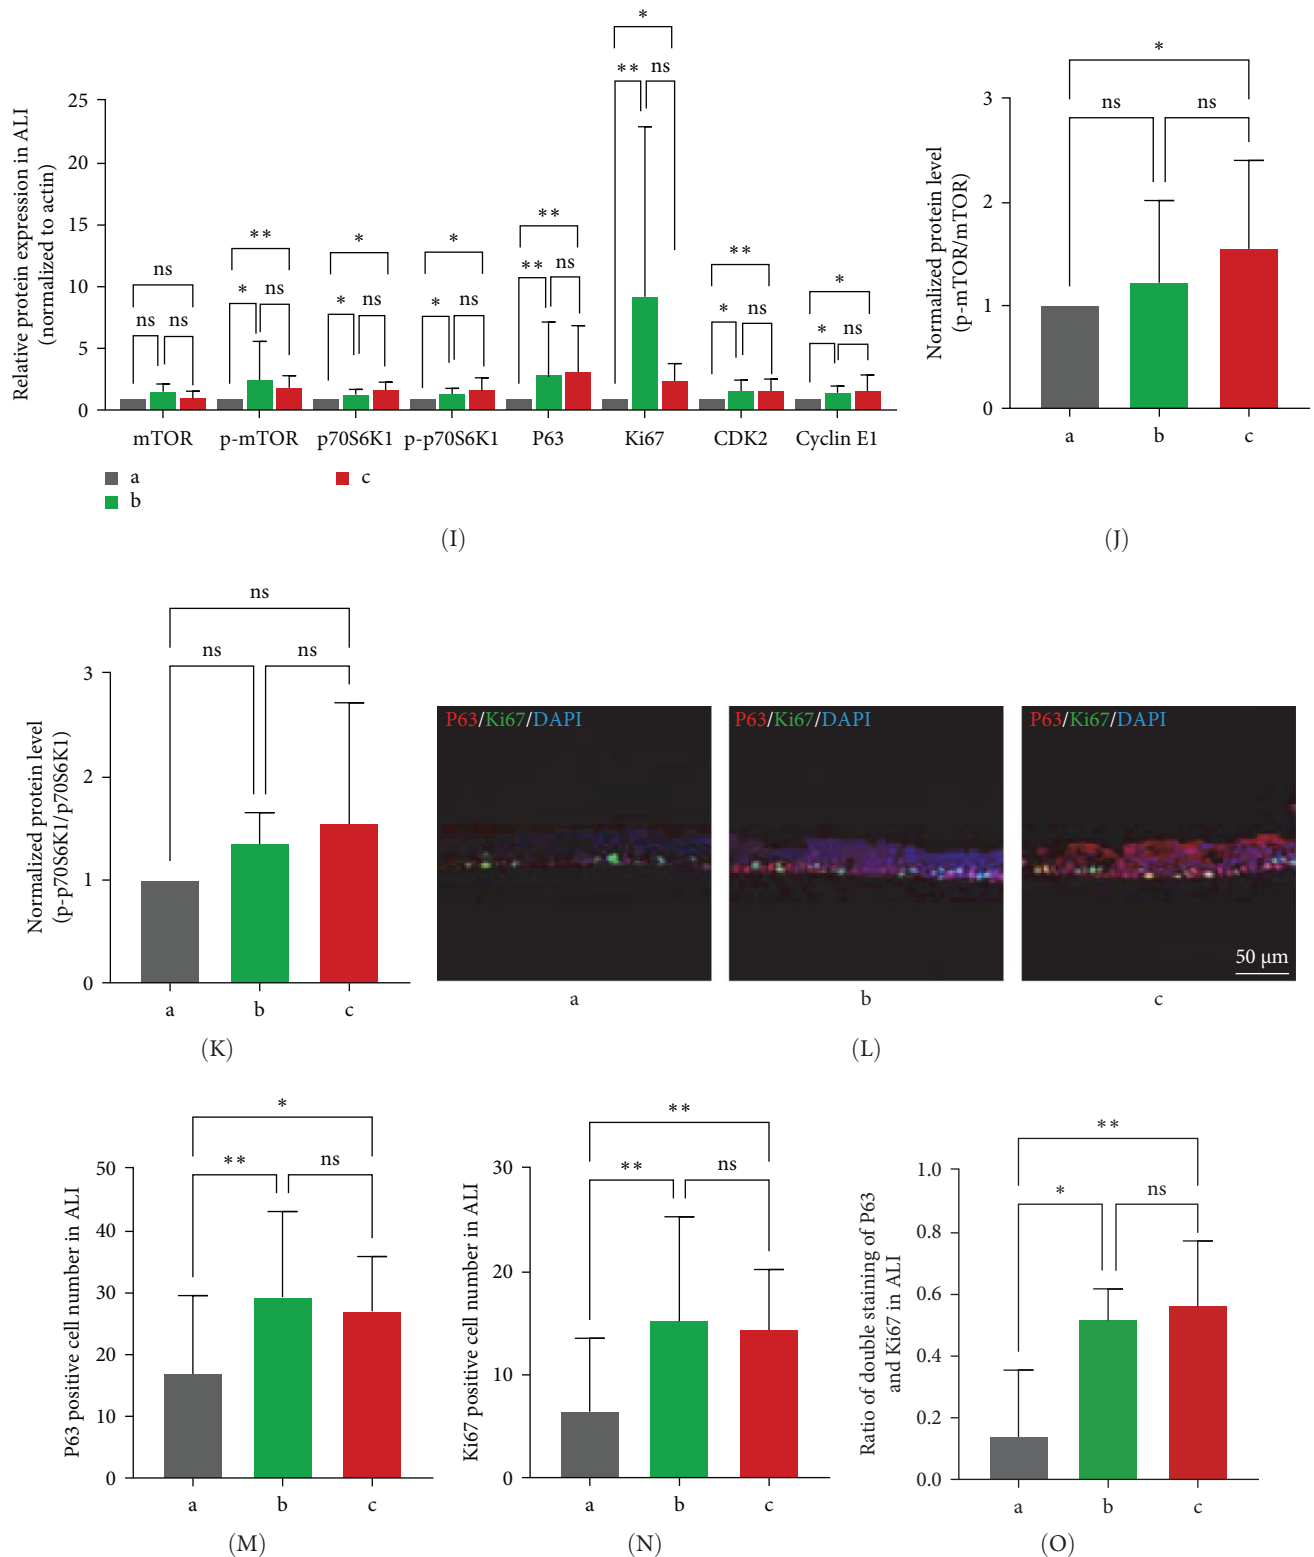 Relative protein expression in ALI
(normalized to actin)
25
20
15
10
5
0
ns
ns
ns
**
*
ns
*
*
ns
*
*
ns
**
**
ns
*
**
ns
**
*
ns
*
*
ns
mTOR
p-mTOR
p70S6K1
p-p70S6K1
P63
Ki67
CDK2
Cyclin E1
a
b
c
(I)
Normalized protein level
(p-mTOR/mTOR)
3
2
1
0
*
ns
ns
a
b
c
(J)
Normalized protein level
(p-p70S6K1/p70S6K1)
3
2
1
0
ns
ns
ns
a
b
c
(K)
P63/Ki67/DAPI
P63/Ki67/DAPI
P63/Ki67/DAPI
50 μm
a
b
c
(L)
P63 positive cell number in ALI
50
40
30
20
10
0
*
**
ns
a
b
c
(M)
Ki67 positive cell number in ALI
30
20
10
0
**
**
ns
a
b
c
(N)
Ratio of double staining of P63
and Ki67 in ALI
1.0
0.8
0.6
0.4
0.2
0.0
**
*
ns
a
b
c
(O)